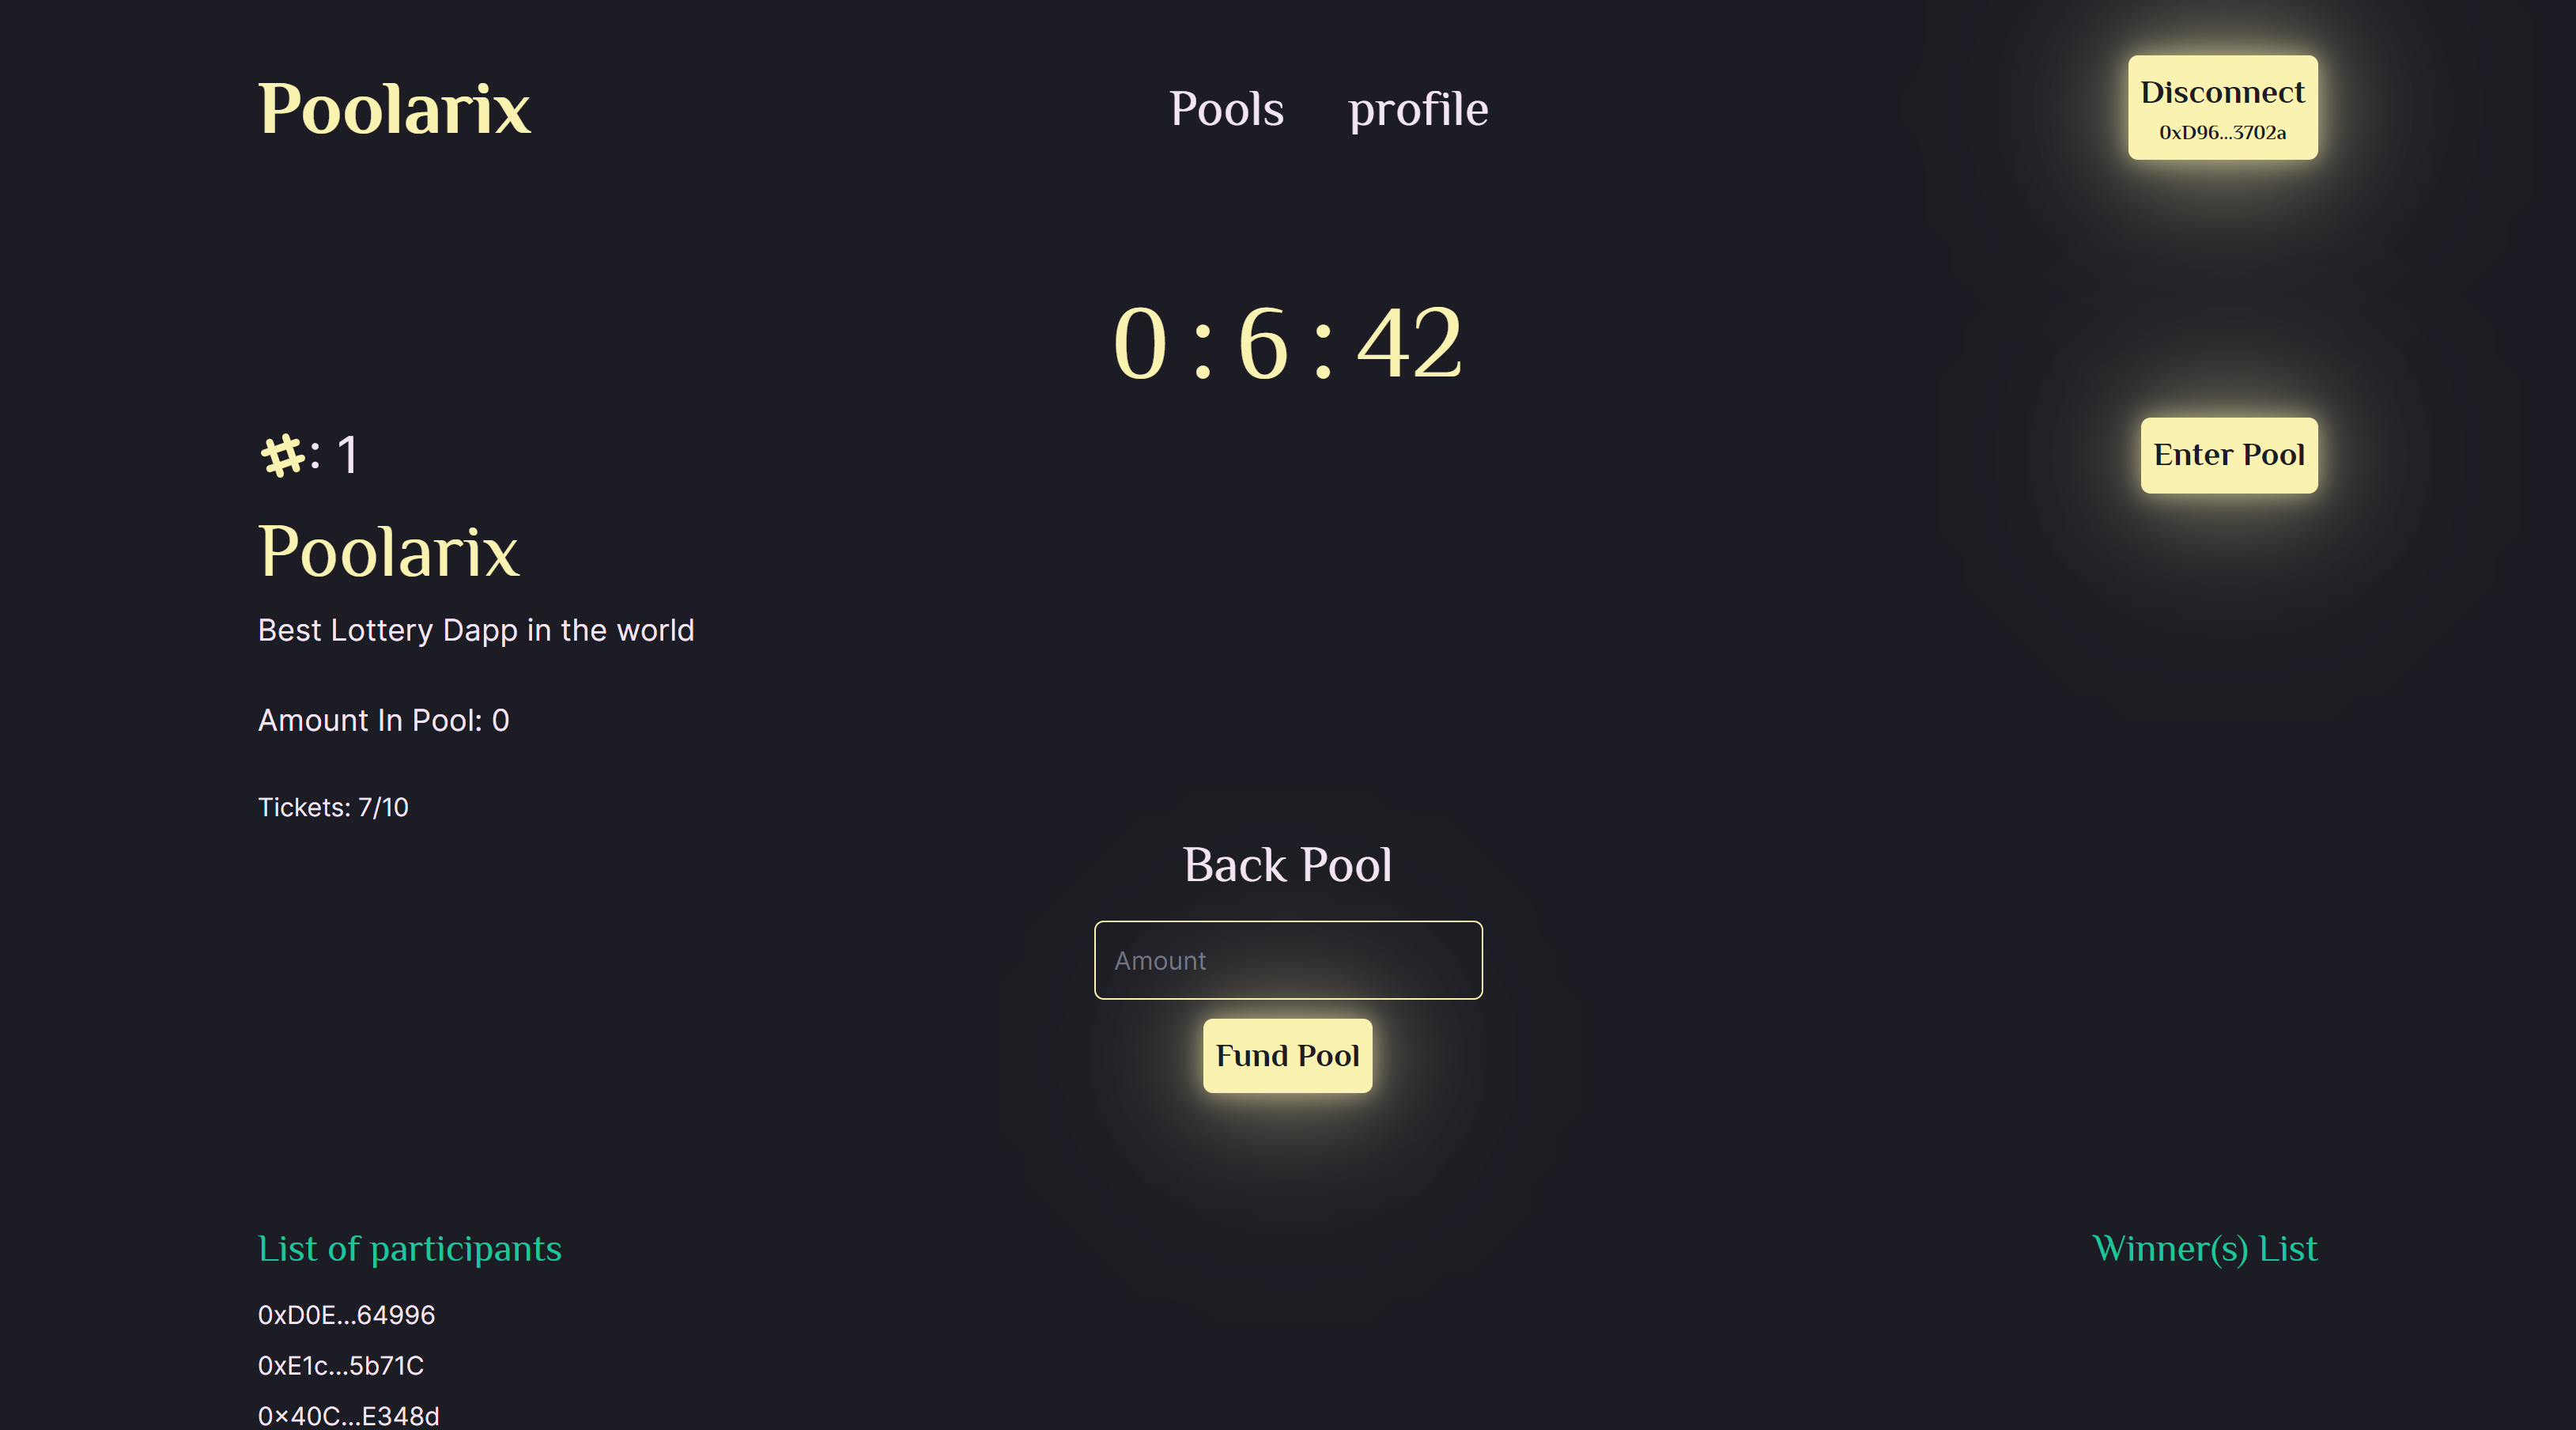 Poolarix
Pools profile
Disconnect
0xD96...3702a
0 : 6 : 42
#: 1
Enter Pool
Poolarix
Best Lottery Dapp in the world
Amount In Pool: 0
Tickets: 7/10
Back Pool
Amount
Fund Pool
List of participants
Winner(s) List
0xD0E...64996
0xE1c...5b71C
0x40C...E348d